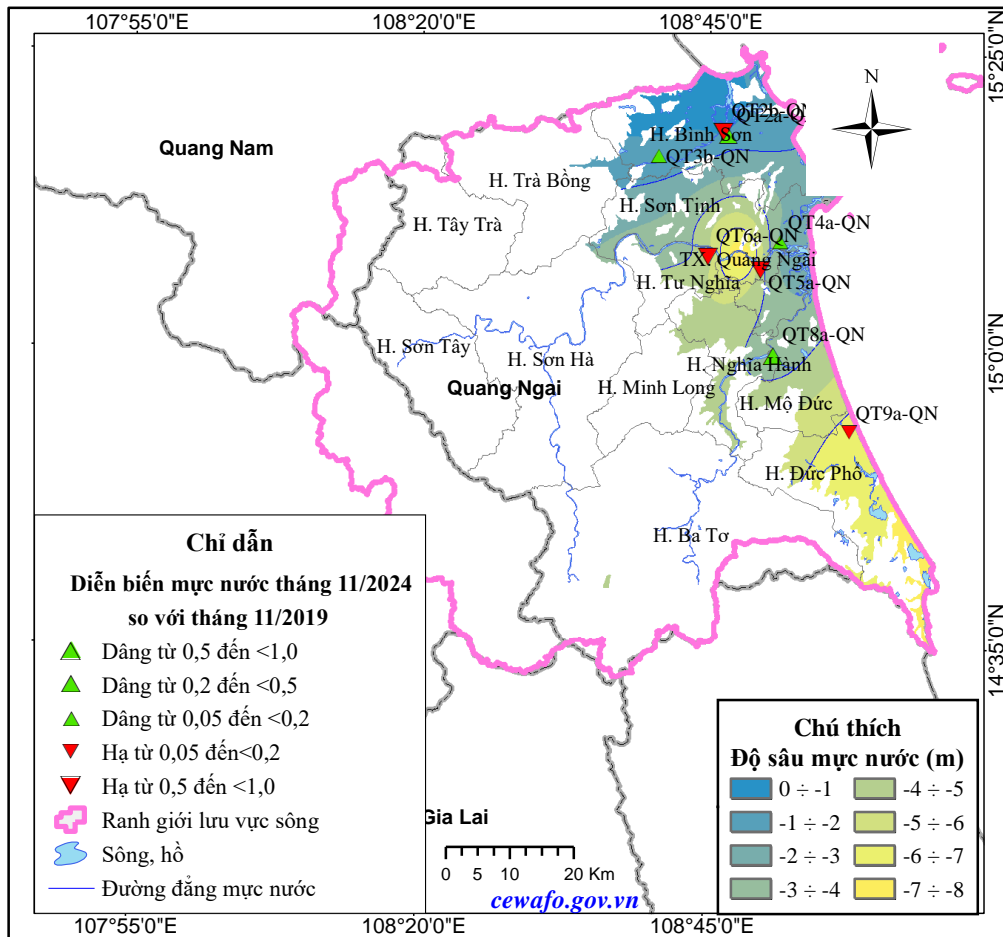 107°55'0"E 108°20'0"E 108°45'0"E
15°25'0"N
N
QT2b-QN
QT2a-QN
H. Bình Sơn
Quang Nam
QT3b-QN
H. Trà Bồng
H. Sơn Tịnh
H. Tây Trà
QT4a-QN
QT6a-QN
TX. Quảng Ngãi
H. Tư Nghĩa
QT5a-QN
15°0'0"N
QT8a-QN
H. Sơn Tây
H. Sơn Hà
H. Nghĩa Hành
Quang Ngai
H. Minh Long
H. Mộ Đức
QT9a-QN
H. Đức Phổ
H. Ba Tơ
14°35'0"N
Chỉ dẫn
Diễn biến mực nước tháng 11/2024
so với tháng 11/2019
Dâng từ 0,5 đến <1,0
Dâng từ 0,2 đến <0,5
Dâng từ 0,05 đến <0,2
Hạ từ 0,05 đến<0,2
Hạ từ 0,5 đến <1,0
Ranh giới lưu vực sông
Sông, hồ
Đường đẳng mực nước
Gia Lai
0 5 10 20 Km
cewafo.gov.vn
Chú thích
Độ sâu mực nước (m)
0 ÷ -1 -4 ÷ -5
-1 ÷ -2 -5 ÷ -6
-2 ÷ -3 -6 ÷ -7
-3 ÷ -4 -7 ÷ -8
107°55'0"E 108°20'0"E 108°45'0"E